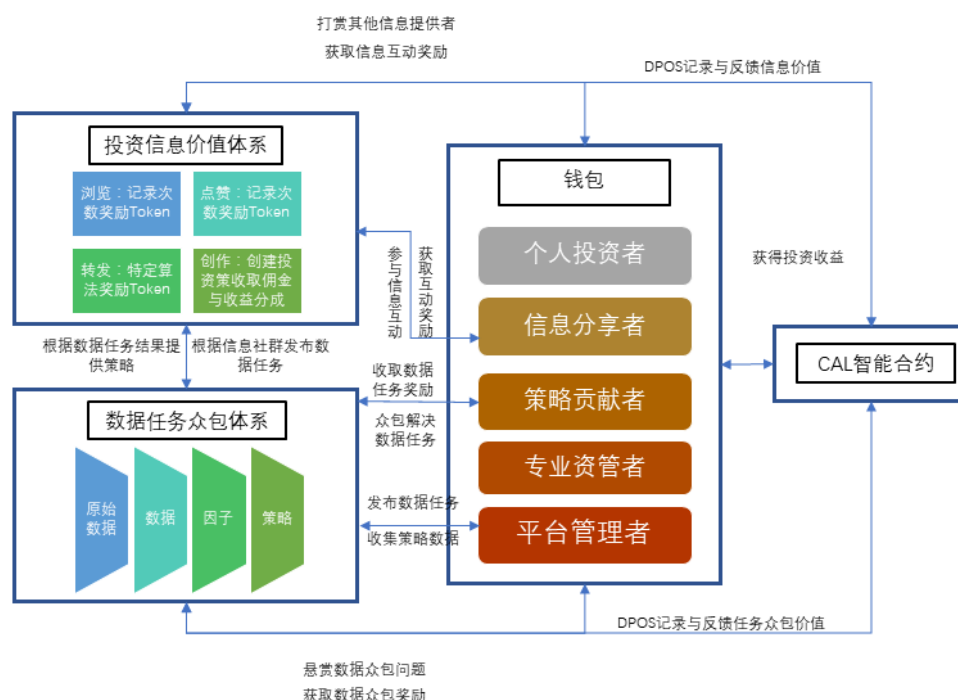 打赏其他信息提供者
获取信息互动奖励
DPOS记录与反馈信息价值
投资信息价值体系
浏览：记录次
数奖励Token
点赞：记录次
数奖励Token
转发：特定算
法奖励Token
创作：创建投
资策收取佣金
与收益分成
参与信息互动
获取互动奖励
钱包
个人投资者
信息分享者
策略贡献者
专业资管者
平台管理者
获得投资收益
CAL智能合约
根据数据任务结果提
供策略
根据信息社群发布数
据任务
收取数据
任务奖励
众包解决
数据任务
数据任务众包体系
原始
数据
数据
因子
策略
发布数据任务
收集策略数据
DPOS记录与反馈任务众包价值
悬赏数据众包问题
获取数据众包奖励